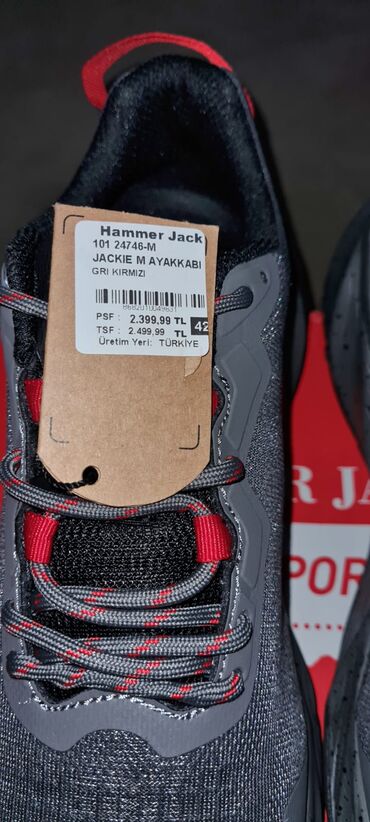 Hammer Jack
101 24746-M
JACKIE M AYAKKABI
GRI KIRMIZI
8682010049631
PSF : 2.399,99 TL
TSF : 2.499,99 TL
42
Üretim Yeri: TÜRKİYE
R JA
POR